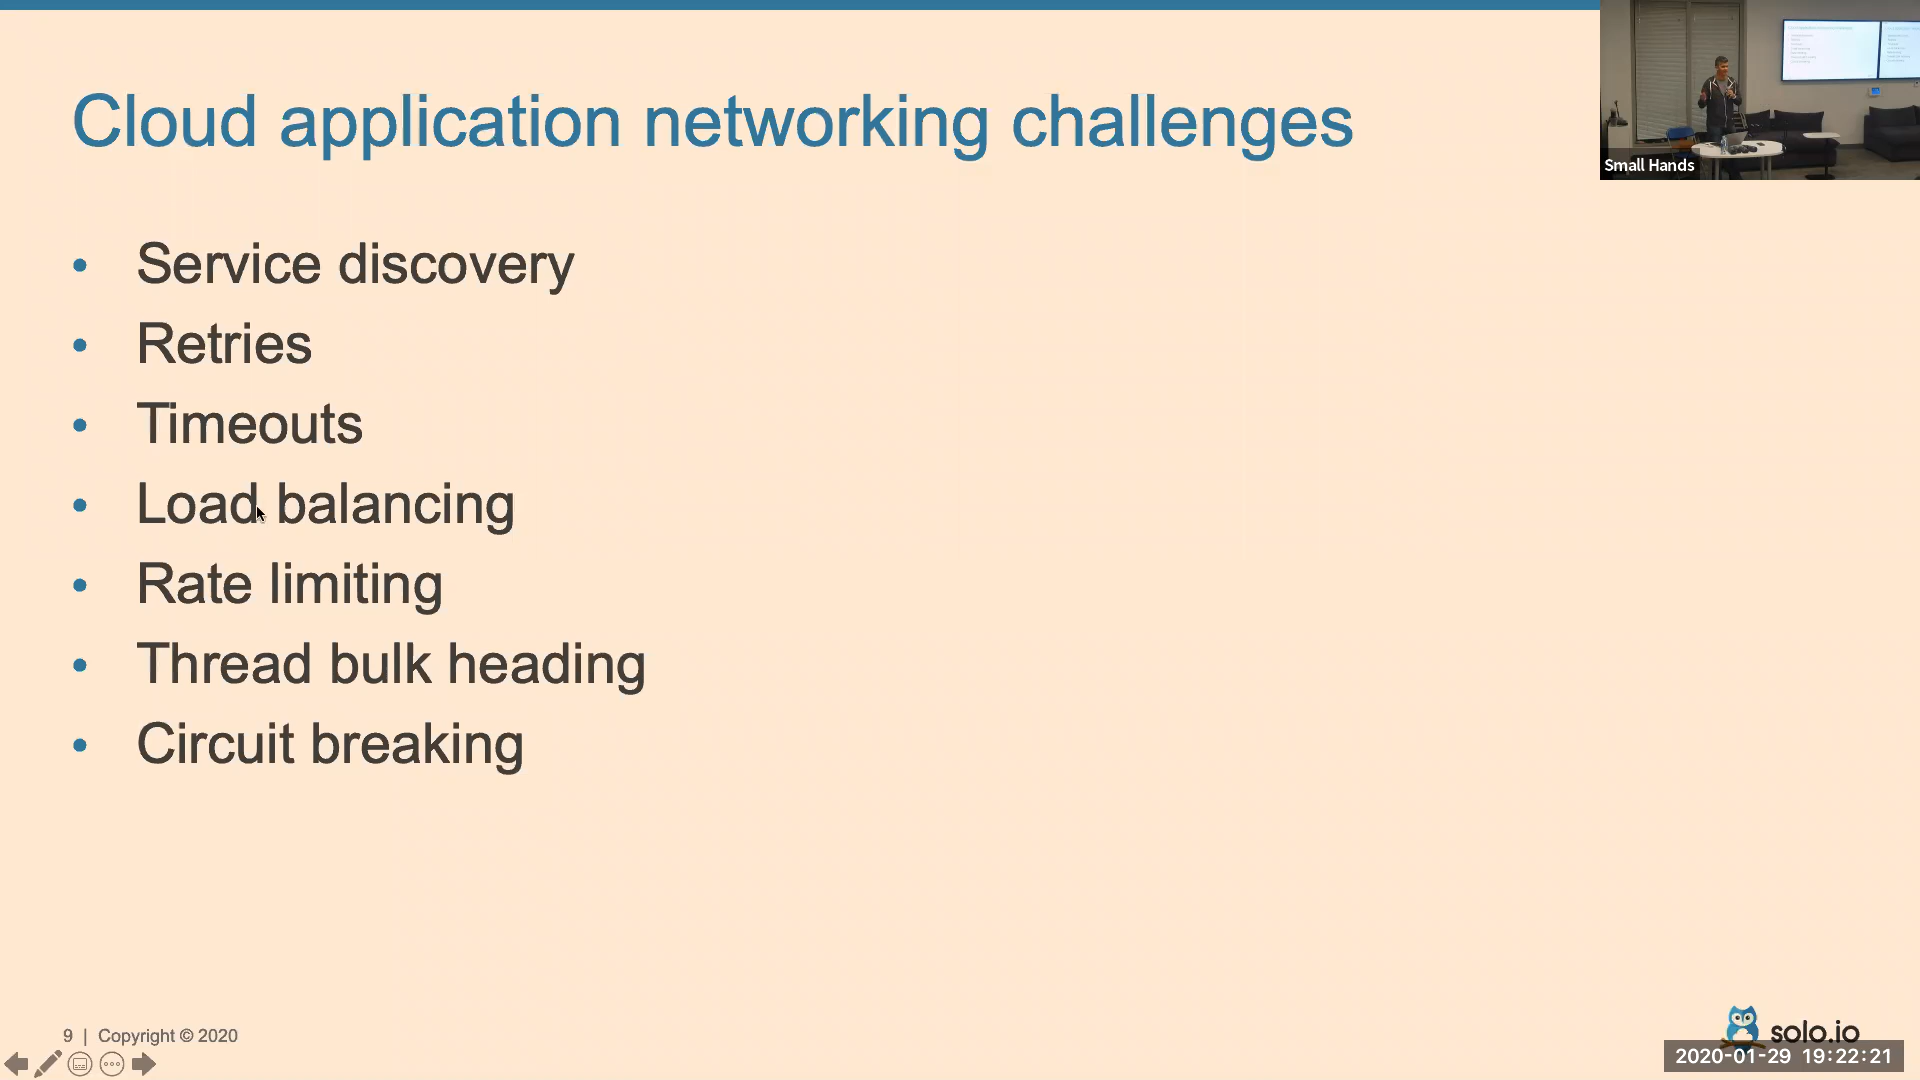 Cloud application networking challenges
Small Hands
• Service discovery
• Retries
• Timeouts
• Load balancing
• Rate limiting
• Thread bulk heading
• Circuit breaking
9 | Copyright © 2020
solo.io
2020-01-29 19:22:21